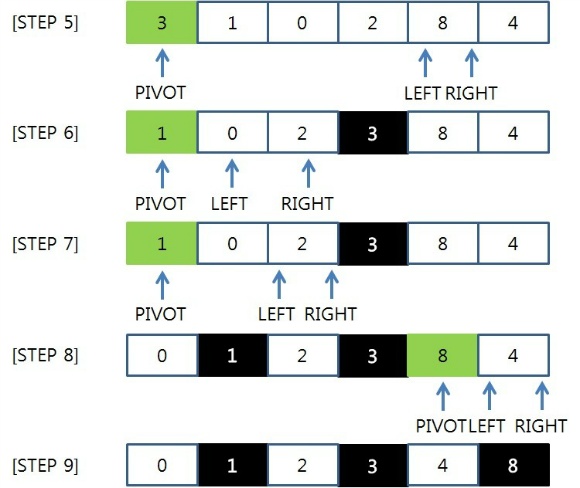 [STEP 5] 3 1 0 2 8 4
PIVOT LEFT RIGHT
[STEP 6] 1 0 2 3 8 4
PIVOT LEFT RIGHT
[STEP 7] 1 0 2 3 8 4
PIVOT LEFT RIGHT
[STEP 8] 0 1 2 3 8 4
PIVOT LEFT RIGHT
[STEP 9] 0 1 2 3 4 8